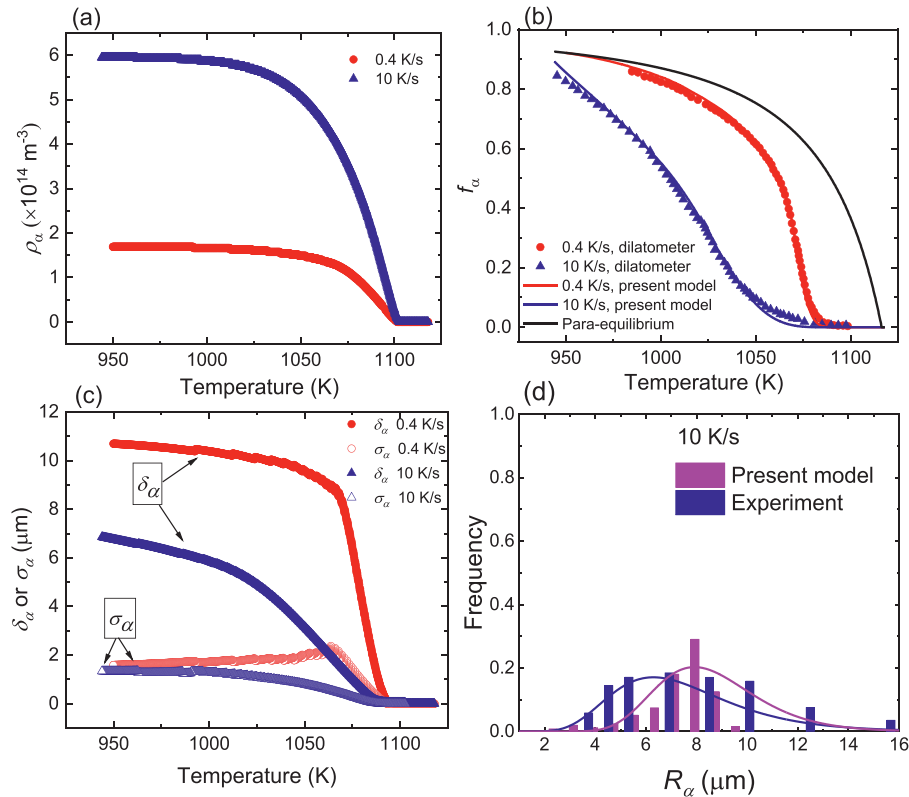 (a)
6
5
4
3
2
1
0
ρα (×10¹⁴ m⁻³)
0.4 K/s
10 K/s
950 1000 1050 1100
Temperature (K)
(b)
1.0
0.8
0.6
0.4
0.2
0.0
fα
0.4 K/s, dilatometer
10 K/s, dilatometer
0.4 K/s, present model
10 K/s, present model
Para-equilibrium
950 1000 1050 1100
Temperature (K)
(c)
12
10
8
6
4
2
0
δα or σα (μm)
δα 0.4 K/s
σα 0.4 K/s
δα 10 K/s
σα 10 K/s
δα
σα
950 1000 1050 1100
Temperature (K)
(d)
1.0
0.8
0.6
0.4
0.2
0.0
Frequency
10 K/s
Present model
Experiment
2 4 6 8 10 12 14 16
Rα (μm)